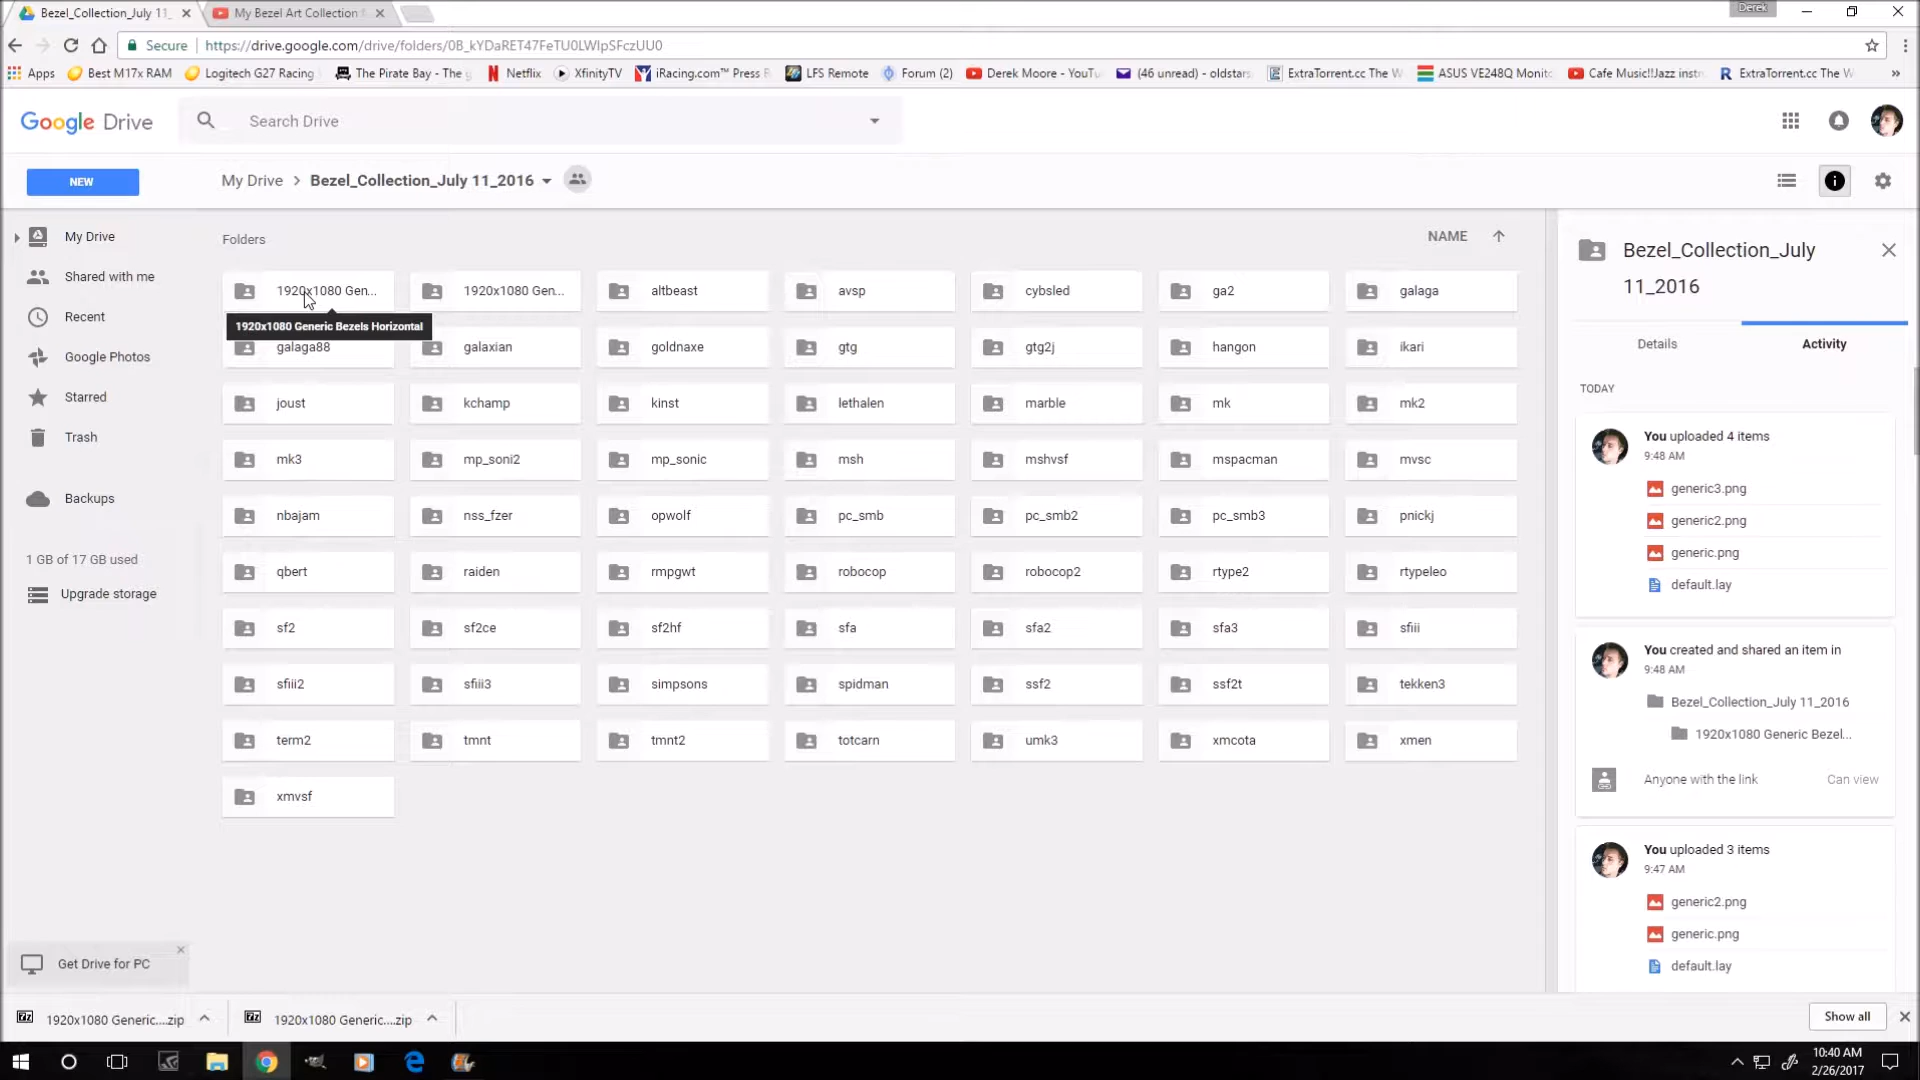 Bezel_Collection_July 11_
My Bezel Art Collection
Derek
Secure https://drive.google.com/drive/folders/0B_kYDaRET47FeTU0LWlpSFczUU0
Apps Best M17x RAM Logitech G27 Racing The Pirate Bay - The g Netflix XfinityTV iRacing.com™ Press R LFS Remote Forum (2) Derek Moore - YouTu (46 unread) - oldstars ExtraTorrent.cc The W ASUS VE248Q Monito Cafe Music!!Jazz instr ExtraTorrent.cc The W »
Google Drive
Search Drive
NEW
My Drive > Bezel_Collection_July 11_2016
My Drive
Shared with me
Recent
Google Photos
Starred
Trash
Backups
1 GB of 17 GB used
Upgrade storage
Get Drive for PC
Folders
NAME
1920x1080 Gen... 1920x1080 Gen... altbeast avsp cybsled ga2 galaga
1920x1080 Generic Bezels Horizontal
galaga88 galaxian goldnaxe gtg gtg2j hangon ikari
joust kchamp kinst lethalen marble mk mk2
mk3 mp_soni2 mp_sonic msh mshvsf mspacman mvsc
nbajam nss_fzer opwolf pc_smb pc_smb2 pc_smb3 pnickj
qbert raiden rmpgwt robocop robocop2 rtype2 rtypeleo
sf2 sf2ce sf2hf sfa sfa2 sfa3 sfiii
sfiii2 sfiii3 simpsons spidman ssf2 ssf2t tekken3
term2 tmnt tmnt2 totcarn umk3 xmcota xmen
xmvsf
Bezel_Collection_July
11_2016
Details Activity
TODAY
You uploaded 4 items
9:48 AM
generic3.png
generic2.png
generic.png
default.lay
You created and shared an item in
9:48 AM
Bezel_Collection_July 11_2016
1920x1080 Generic Bezel...
Anyone with the link Can view
You uploaded 3 items
9:47 AM
generic2.png
generic.png
default.lay
1920x1080 Generic....zip
1920x1080 Generic....zip
Show all
10:40 AM
2/26/2017